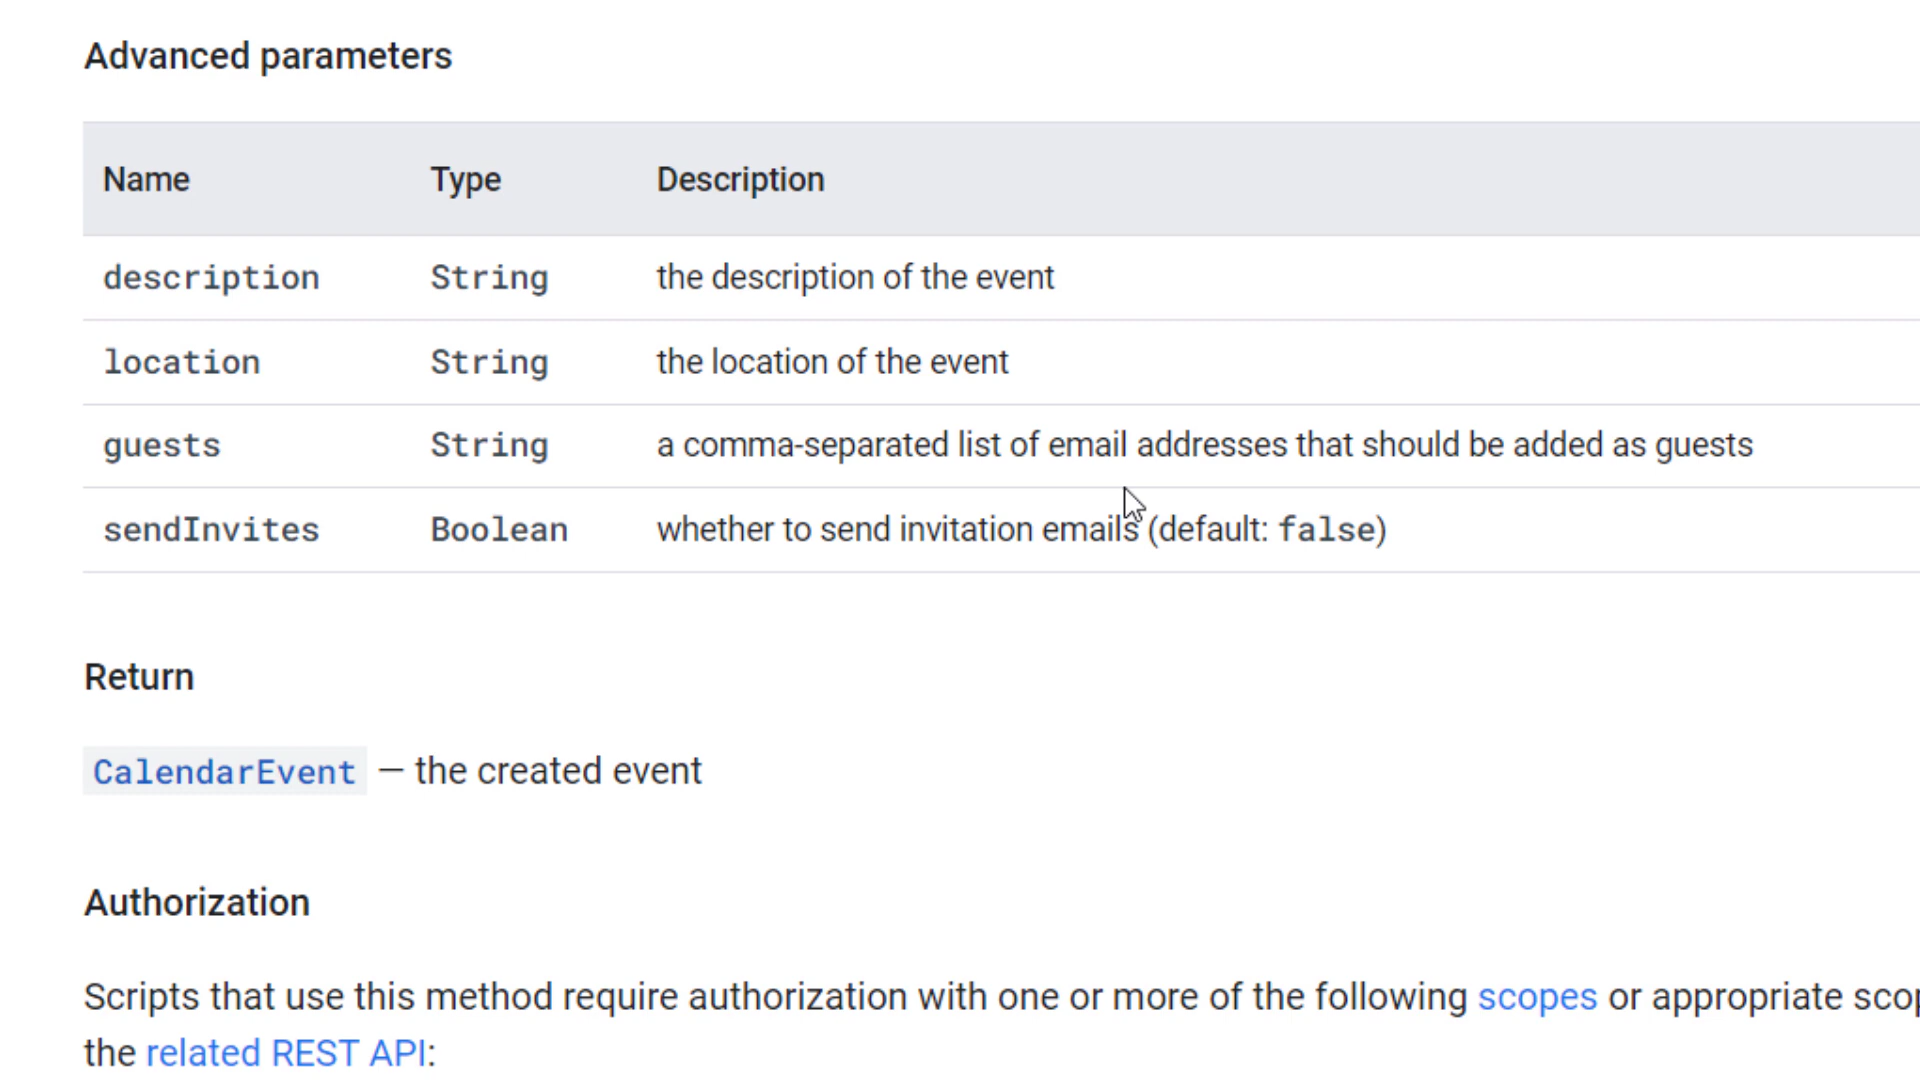 Advanced parameters
Name Type Description
description String the description of the event
location String the location of the event
guests String a comma-separated list of email addresses that should be added as guests
sendInvites Boolean whether to send invitation emails (default: false)
Return
CalendarEvent — the created event
Authorization
Scripts that use this method require authorization with one or more of the following scopes or appropriate
the related REST API: